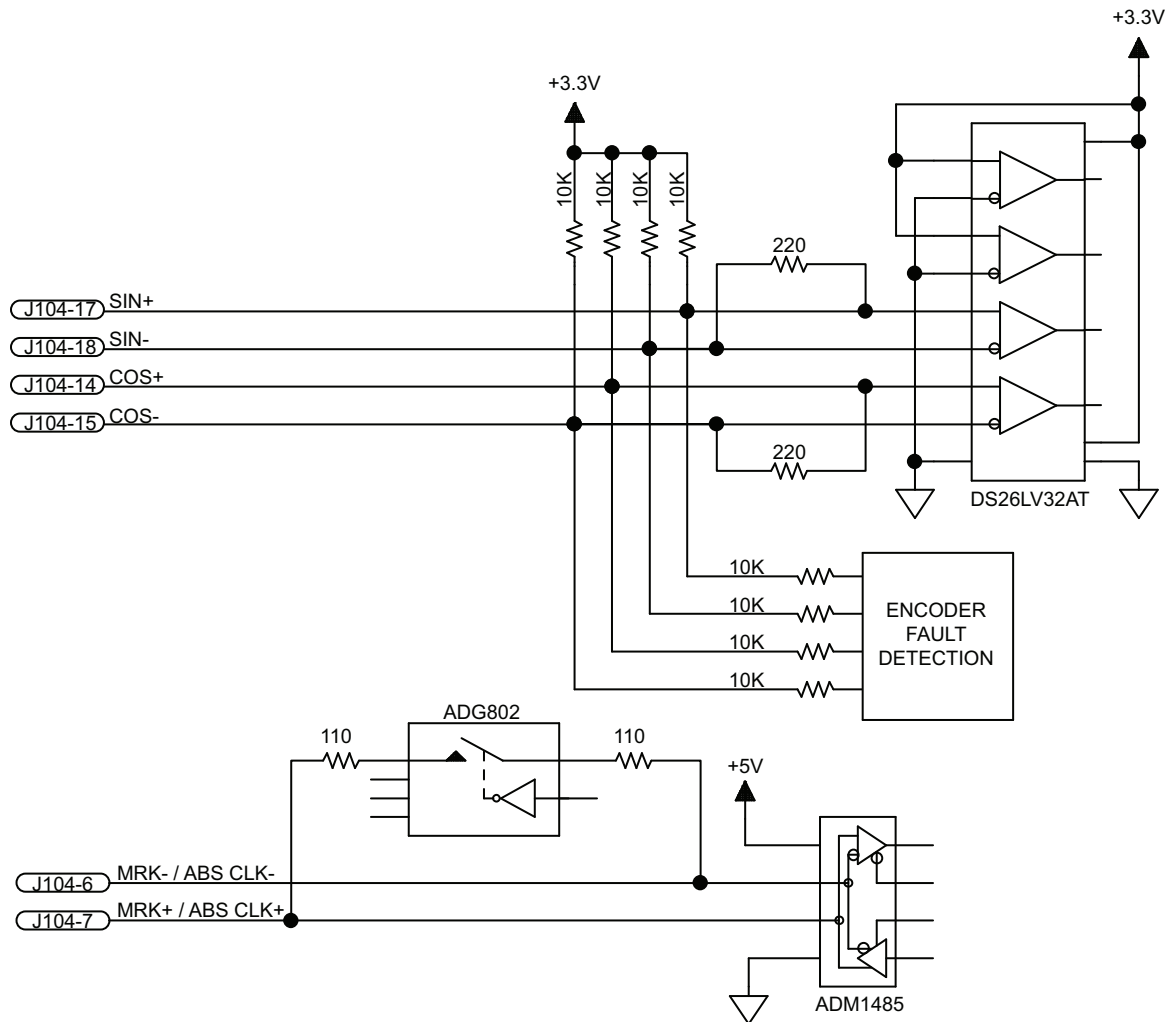 +3.3V
+3.3V
10K
10K
10K
10K
220
J104-17 SIN+
J104-18 SIN-
J104-14 COS+
J104-15 COS-
220
DS26LV32AT
10K
10K
10K
10K
ENCODER
FAULT
DETECTION
ADG802
110
110
+5V
J104-6 MRK- / ABS CLK-
J104-7 MRK+ / ABS CLK+
ADM1485